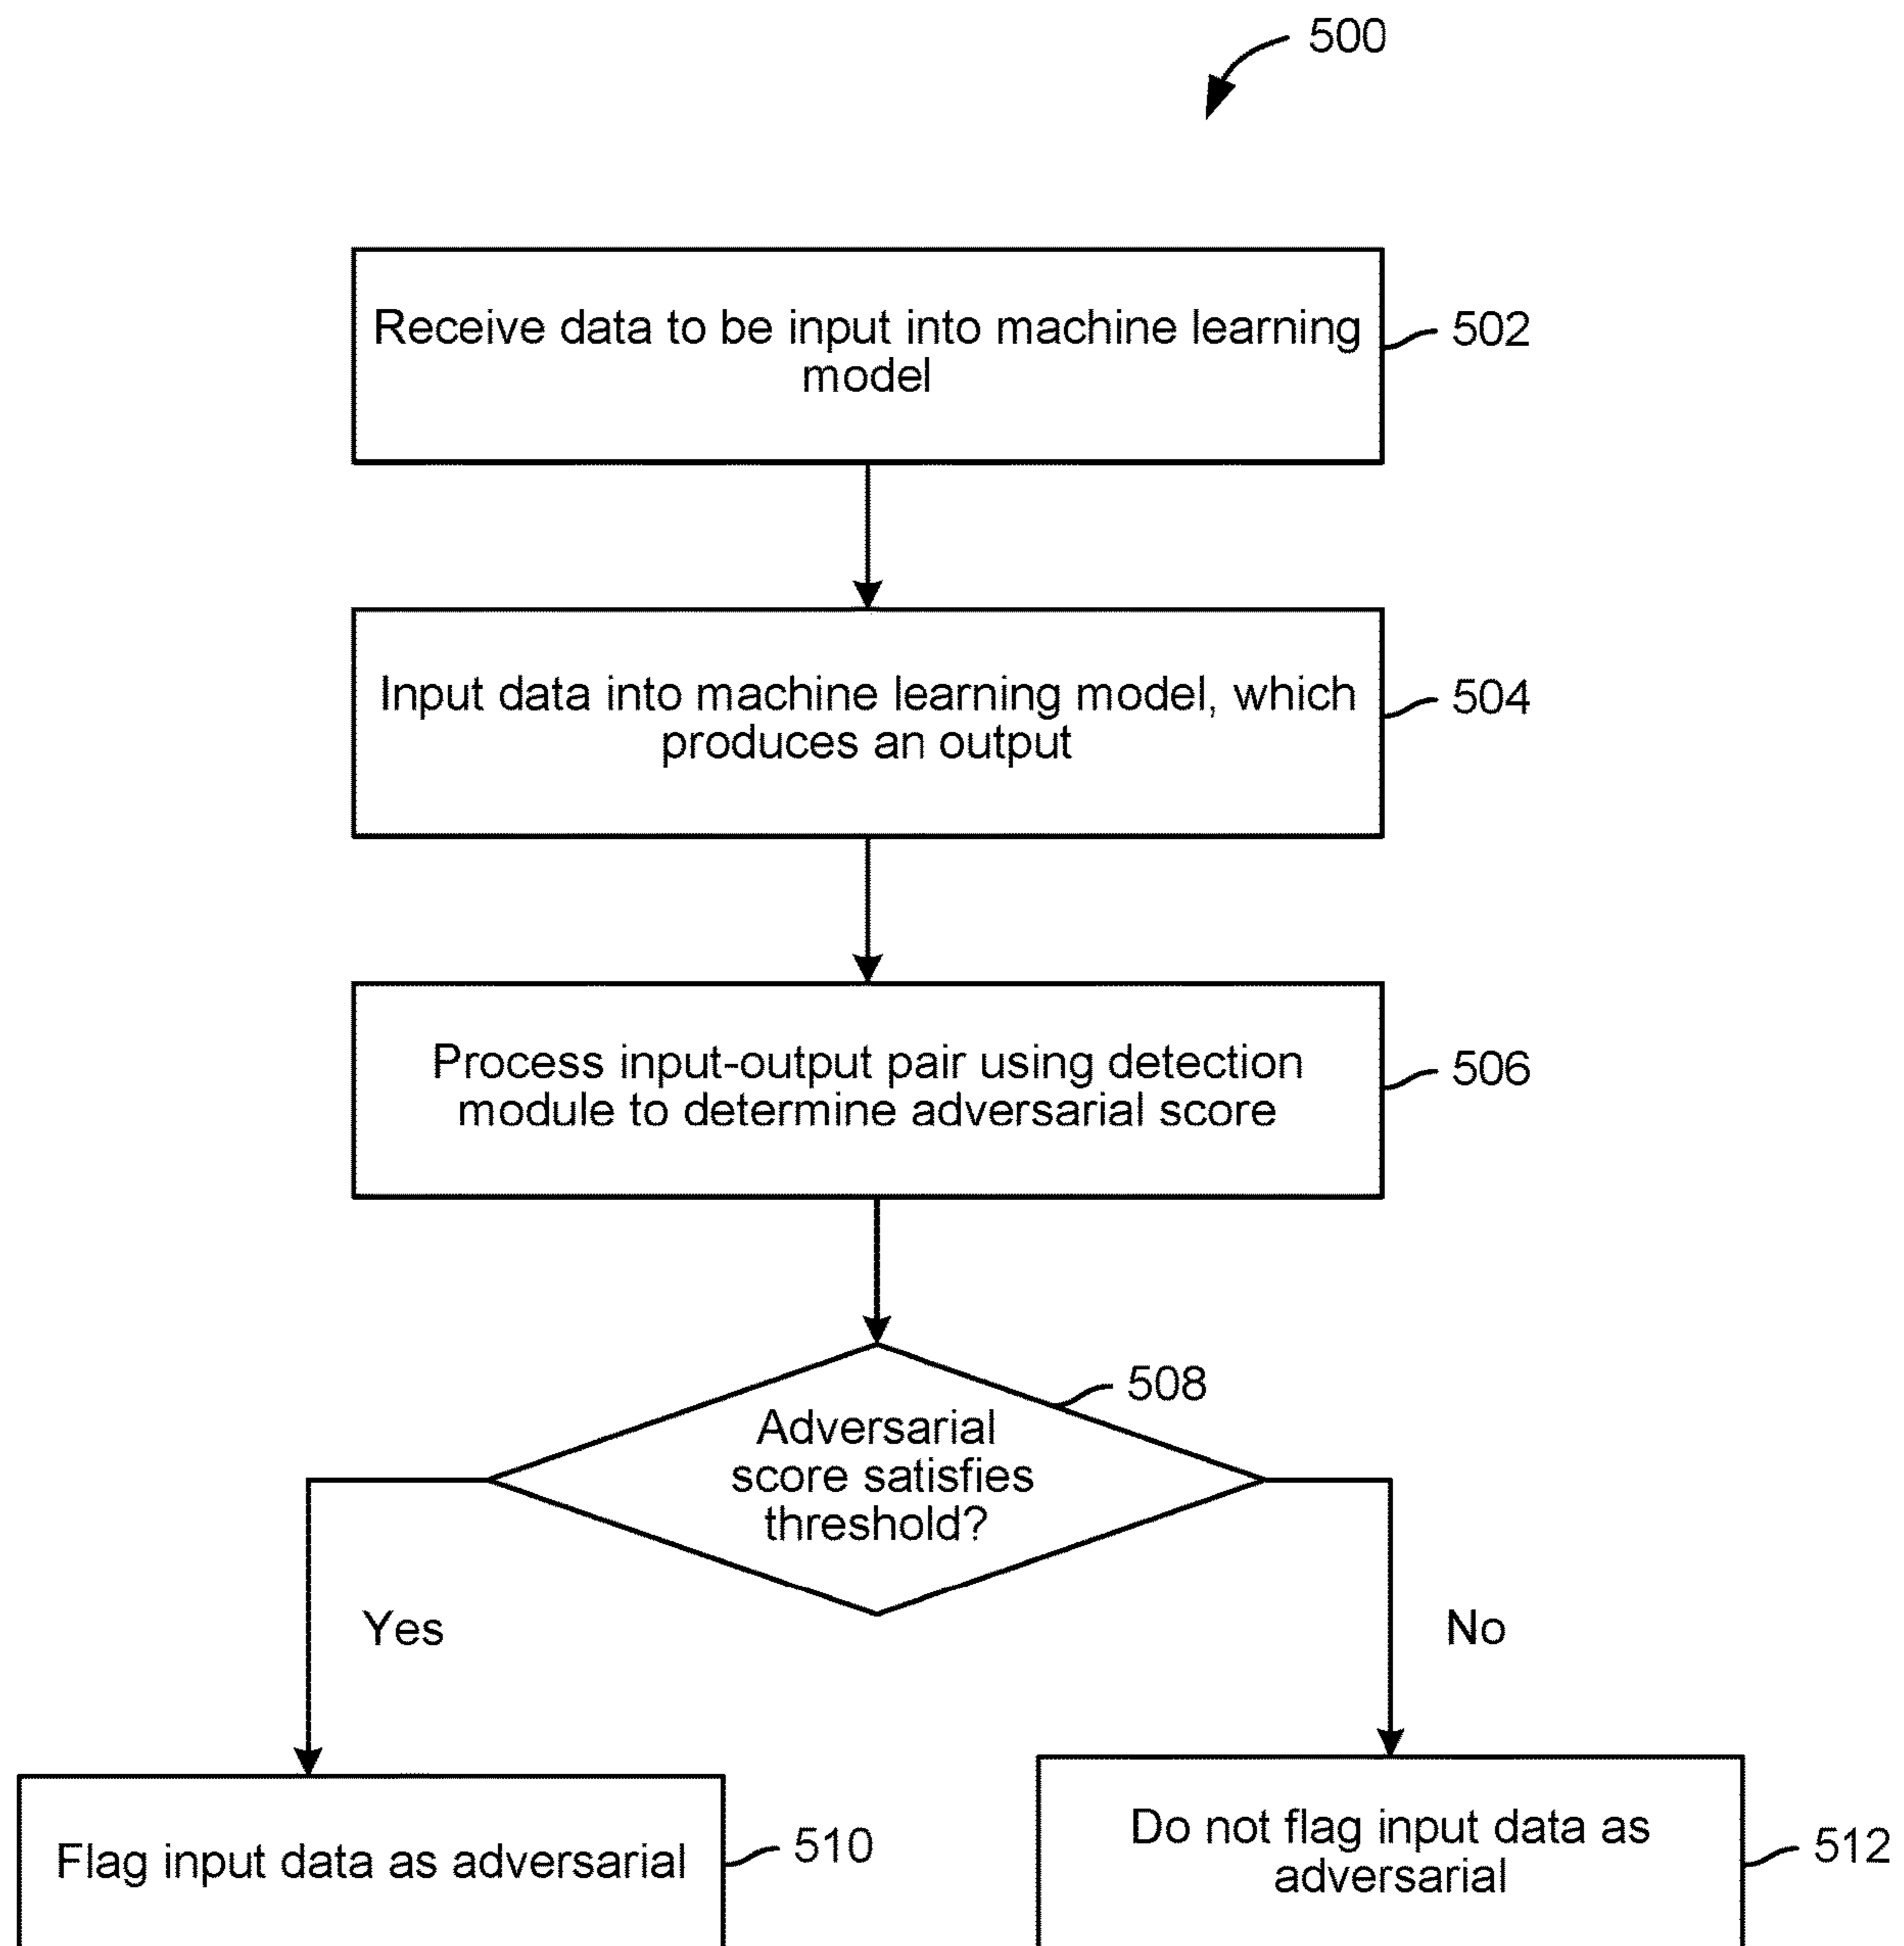 500
Receive data to be input into machine learning
model
502
Input data into machine learning model, which
produces an output
504
Process input-output pair using detection
module to determine adversarial score
506
508
Adversarial
score satisfies
threshold?
Yes
No
Flag input data as adversarial
510
Do not flag input data as
adversarial
512